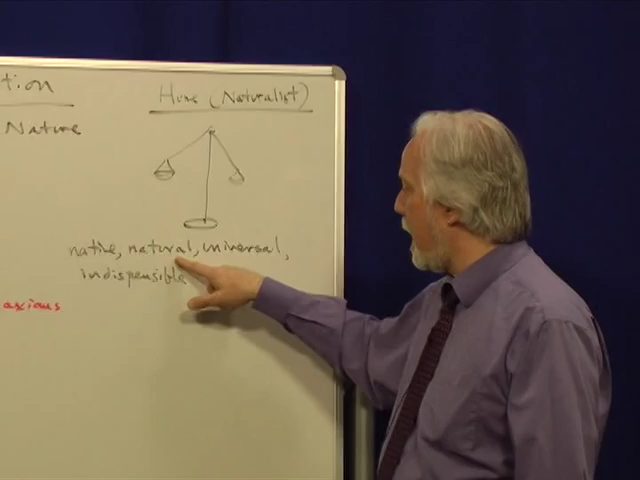 tion
Nature
Hume (Naturalist)
native, natural, universal,
indispensible
axious